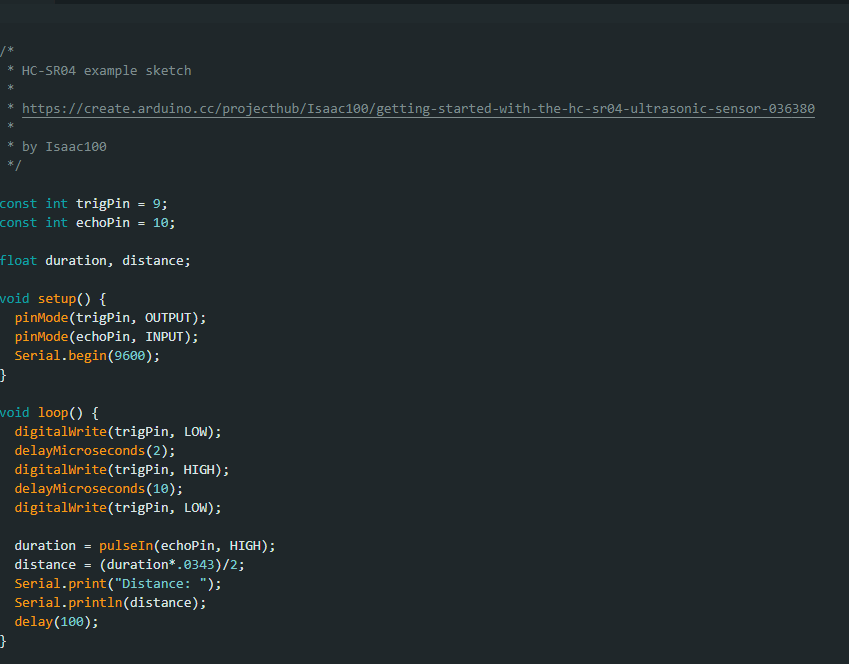 /*
 * HC-SR04 example sketch
 *
 * https://create.arduino.cc/projecthub/Isaac100/getting-started-with-the-hc-sr04-ultrasonic-sensor-036380
 *
 * by Isaac100
 */

const int trigPin = 9;
const int echoPin = 10;

float duration, distance;

void setup() {
  pinMode(trigPin, OUTPUT);
  pinMode(echoPin, INPUT);
  Serial.begin(9600);
}

void loop() {
  digitalWrite(trigPin, LOW);
  delayMicroseconds(2);
  digitalWrite(trigPin, HIGH);
  delayMicroseconds(10);
  digitalWrite(trigPin, LOW);

  duration = pulseIn(echoPin, HIGH);
  distance = (duration*.0343)/2;
  Serial.print("Distance: ");
  Serial.println(distance);
  delay(100);
}